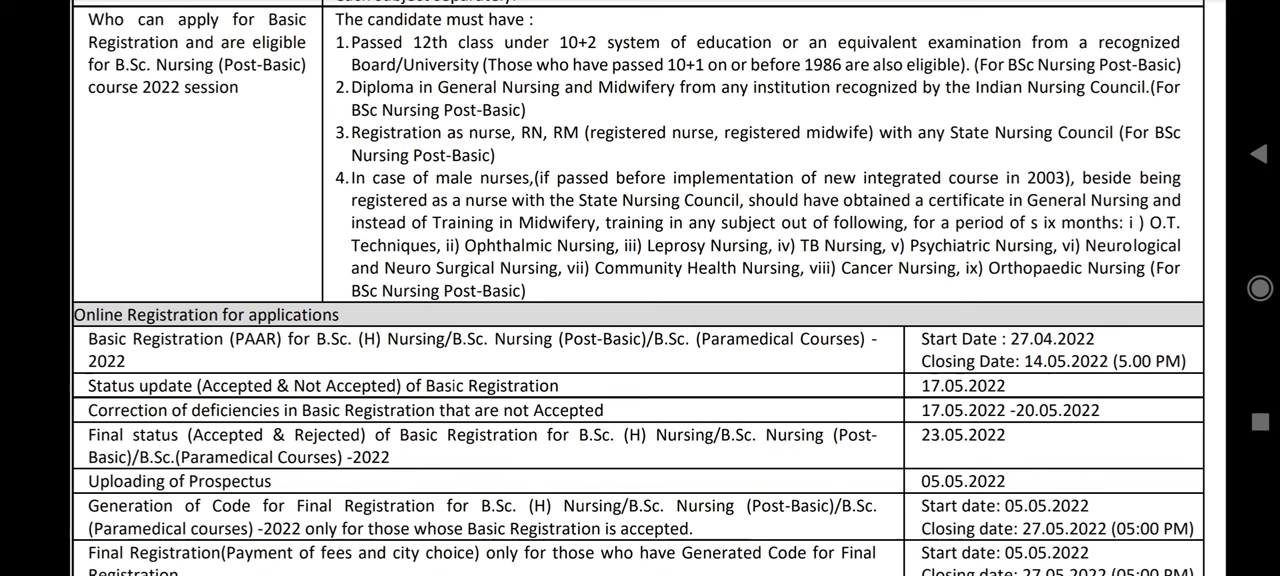 Who can apply for Basic
Registration and are eligible
for B.Sc. Nursing (Post-Basic)
course 2022 session
The candidate must have :
1. Passed 12th class under 10+2 system of education or an equivalent examination from a recognized
Board/University (Those who have passed 10+1 on or before 1986 are also eligible). (For BSc Nursing Post-Basic)
2. Diploma in General Nursing and Midwifery from any institution recognized by the Indian Nursing Council.(For
BSc Nursing Post-Basic)
3. Registration as nurse, RN, RM (registered nurse, registered midwife) with any State Nursing Council (For BSc
Nursing Post-Basic)
4. In case of male nurses,(if passed before implementation of new integrated course in 2003), beside being
registered as a nurse with the State Nursing Council, should have obtained a certificate in General Nursing and
instead of Training in Midwifery, training in any subject out of following, for a period of s ix months: i ) O.T.
Techniques, ii) Ophthalmic Nursing, iii) Leprosy Nursing, iv) TB Nursing, v) Psychiatric Nursing, vi) Neurological
and Neuro Surgical Nursing, vii) Community Health Nursing, viii) Cancer Nursing, ix) Orthopaedic Nursing (For
BSc Nursing Post-Basic)
Online Registration for applications
Basic Registration (PAAR) for B.Sc. (H) Nursing/B.Sc. Nursing (Post-Basic)/B.Sc. (Paramedical Courses) -
2022
Start Date : 27.04.2022
Closing Date: 14.05.2022 (5.00 PM)
Status update (Accepted & Not Accepted) of Basic Registration
17.05.2022
Correction of deficiencies in Basic Registration that are not Accepted
17.05.2022 -20.05.2022
Final status (Accepted & Rejected) of Basic Registration for B.Sc. (H) Nursing/B.Sc. Nursing (Post-
Basic)/B.Sc.(Paramedical Courses) -2022
23.05.2022
Uploading of Prospectus
05.05.2022
Generation of Code for Final Registration for B.Sc. (H) Nursing/B.Sc. Nursing (Post-Basic)/B.Sc.
(Paramedical courses) -2022 only for those whose Basic Registration is accepted.
Start date: 05.05.2022
Closing date: 27.05.2022 (05:00 PM)
Final Registration(Payment of fees and city choice) only for those who have Generated Code for Final
Registration
Start date: 05.05.2022
Closing date: 27.05.2022 (05:00 PM)